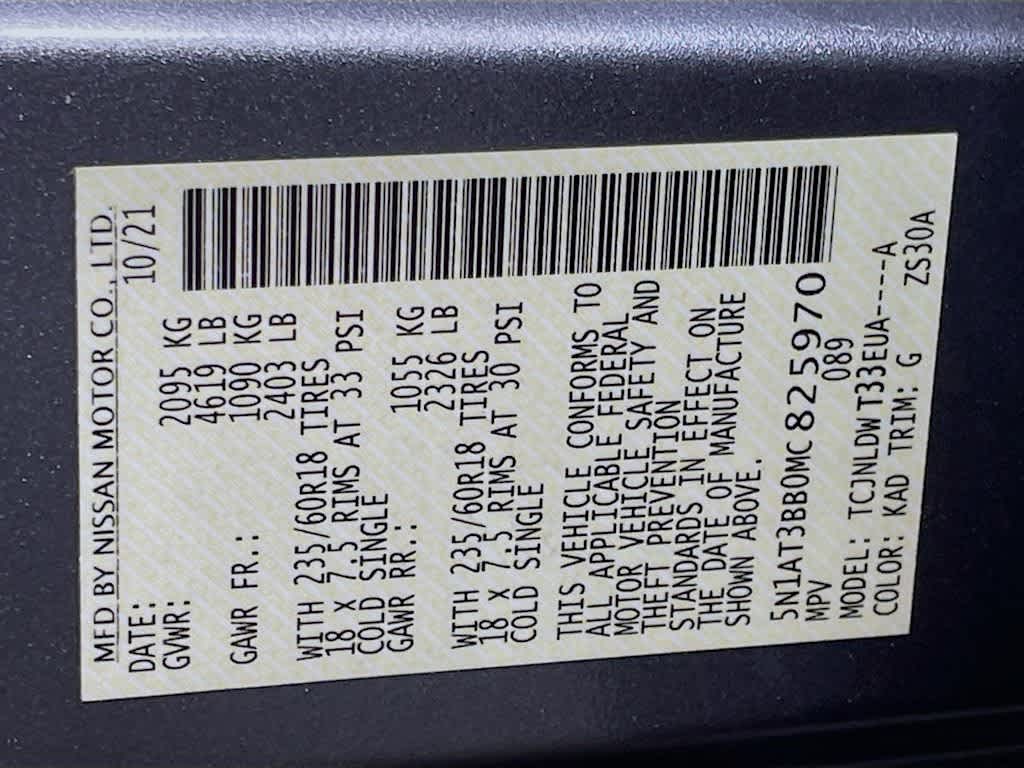 MFD BY NISSAN MOTOR CO., LTD.
DATE: 10/21
GVWR: 2095 KG
4619 LB
GAWR FR.: 1090 KG
2403 LB
WITH 235/60R18 TIRES
18 X 7.5 RIMS AT 33 PSI
COLD SINGLE
GAWR RR.: 1055 KG
2326 LB
WITH 235/60R18 TIRES
18 X 7.5 RIMS AT 30 PSI
COLD SINGLE
THIS VEHICLE CONFORMS TO
ALL APPLICABLE FEDERAL
MOTOR VEHICLE SAFETY AND
THEFT PREVENTION
STANDARDS IN EFFECT ON
THE DATE OF MANUFACTURE
SHOWN ABOVE.
5N1AT3BB0MC825970
MPV 089
MODEL: TCJNLDWT33EUA----A
COLOR: KAD TRIM: G ZS30A